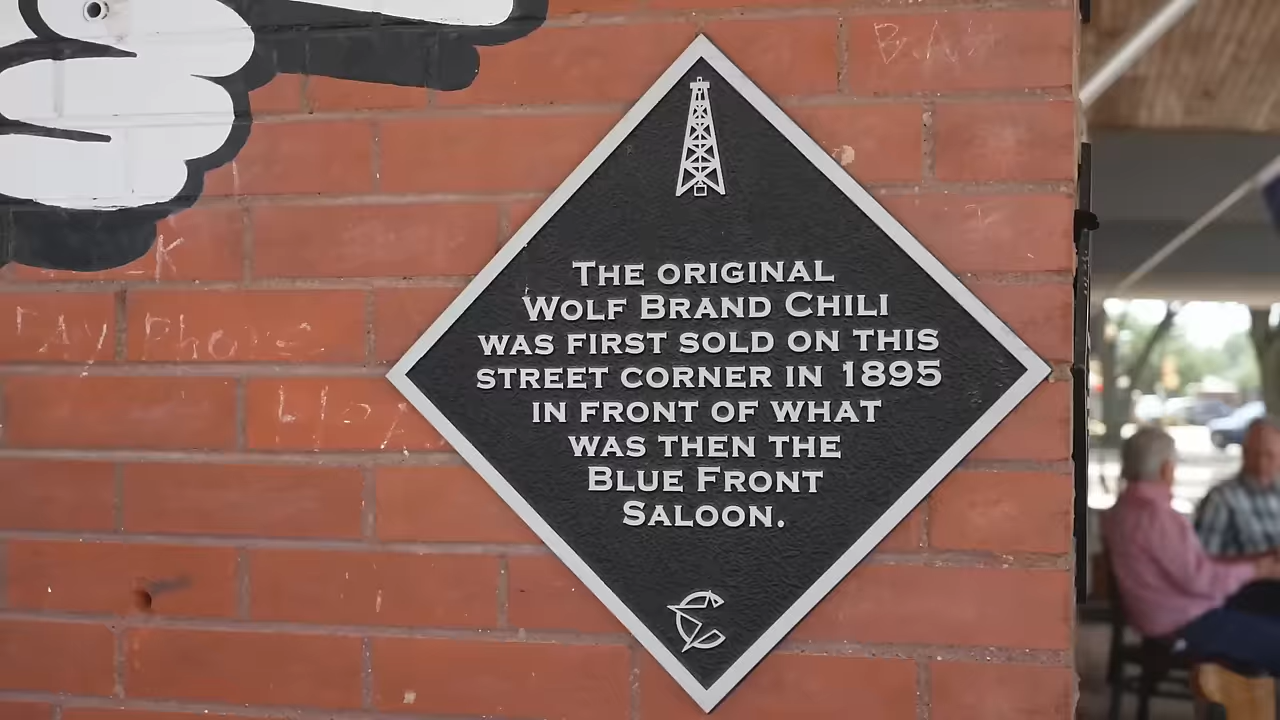 BAH
THE ORIGINAL
WOLF BRAND CHILI
WAS FIRST SOLD ON THIS
STREET CORNER IN 1895
IN FRONT OF WHAT
WAS THEN THE
BLUE FRONT
SALOON.